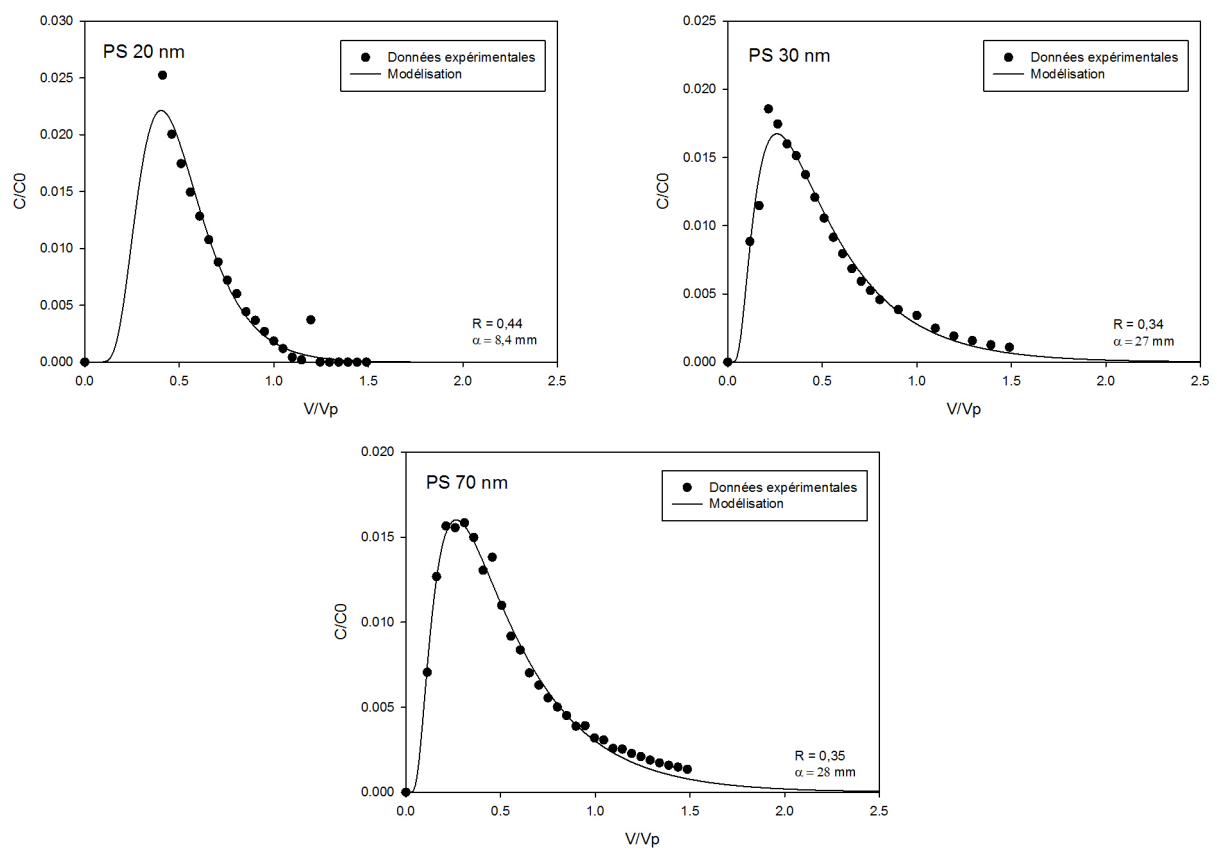 PS 20 nm
Données expérimentales
Modélisation
C/C0
0.030
0.025
0.020
0.015
0.010
0.005
0.000
R = 0,44
α = 8,4 mm
0.0 0.5 1.0 1.5 2.0 2.5
V/Vp
PS 30 nm
Données expérimentales
Modélisation
C/C0
0.025
0.020
0.015
0.010
0.005
0.000
R = 0,34
α = 27 mm
0.0 0.5 1.0 1.5 2.0 2.5
V/Vp
PS 70 nm
Données expérimentales
Modélisation
C/C0
0.020
0.015
0.010
0.005
0.000
R = 0,35
α = 28 mm
0.0 0.5 1.0 1.5 2.0 2.5
V/Vp